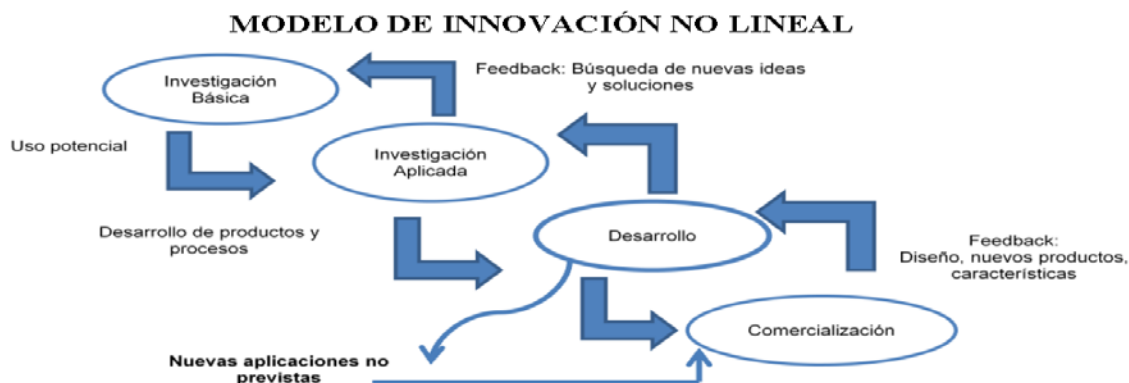 MODELO DE INNOVACIÓN NO LINEAL
Investigación
Básica
Feedback: Búsqueda de nuevas ideas
y soluciones
Uso potencial
Investigación
Aplicada
Desarrollo de productos y
procesos
Desarrollo
Feedback:
Diseño, nuevos productos,
características
Comercialización
Nuevas aplicaciones no
previstas